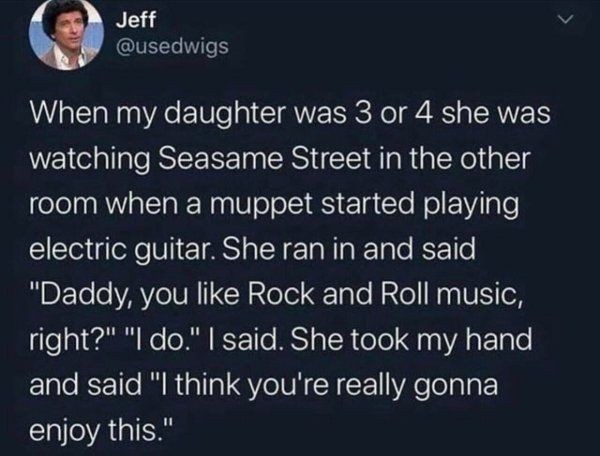 Jeff
@usedwigs
When my daughter was 3 or 4 she was
watching Seasame Street in the other
room when a muppet started playing
electric guitar. She ran in and said
"Daddy, you like Rock and Roll music,
right?" "I do." I said. She took my hand
and said "I think you're really gonna
enjoy this."